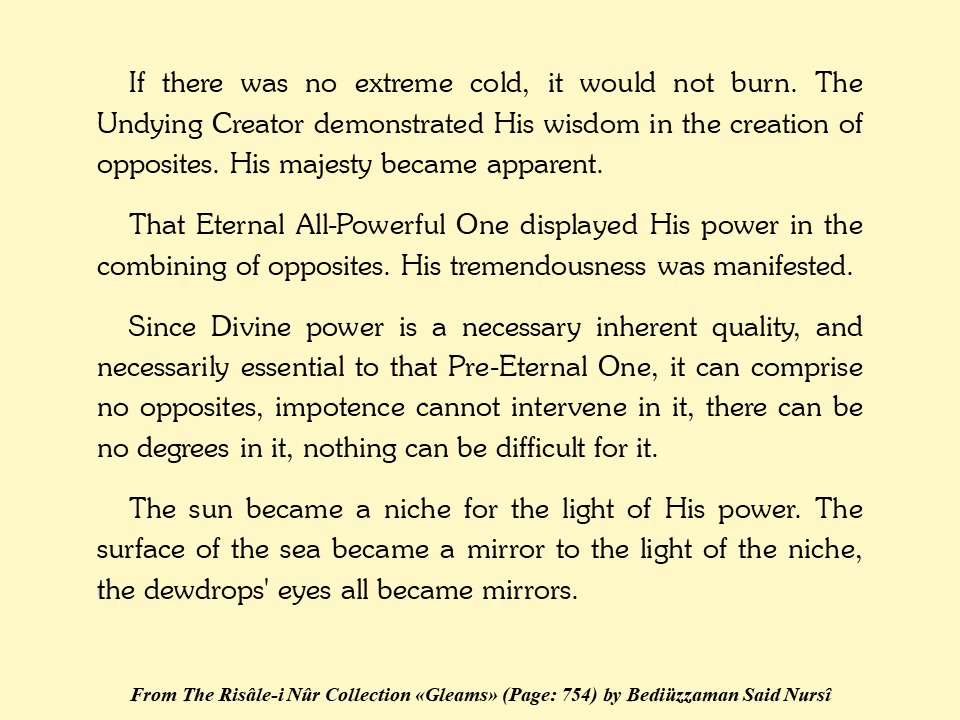 If there was no extreme cold, it would not burn. The
Undying Creator demonstrated His wisdom in the creation of
opposites. His majesty became apparent.
That Eternal All-Powerful One displayed His power in the
combining of opposites. His tremendousness was manifested.
Since Divine power is a necessary inherent quality, and
necessarily essential to that Pre-Eternal One, it can comprise
no opposites, impotence cannot intervene in it, there can be
no degrees in it, nothing can be difficult for it.
The sun became a niche for the light of His power. The
surface of the sea became a mirror to the light of the niche,
the dewdrops' eyes all became mirrors.
From The Risâle-i Nûr Collection «Gleams» (Page: 754) by Bediüzzaman Said Nursî